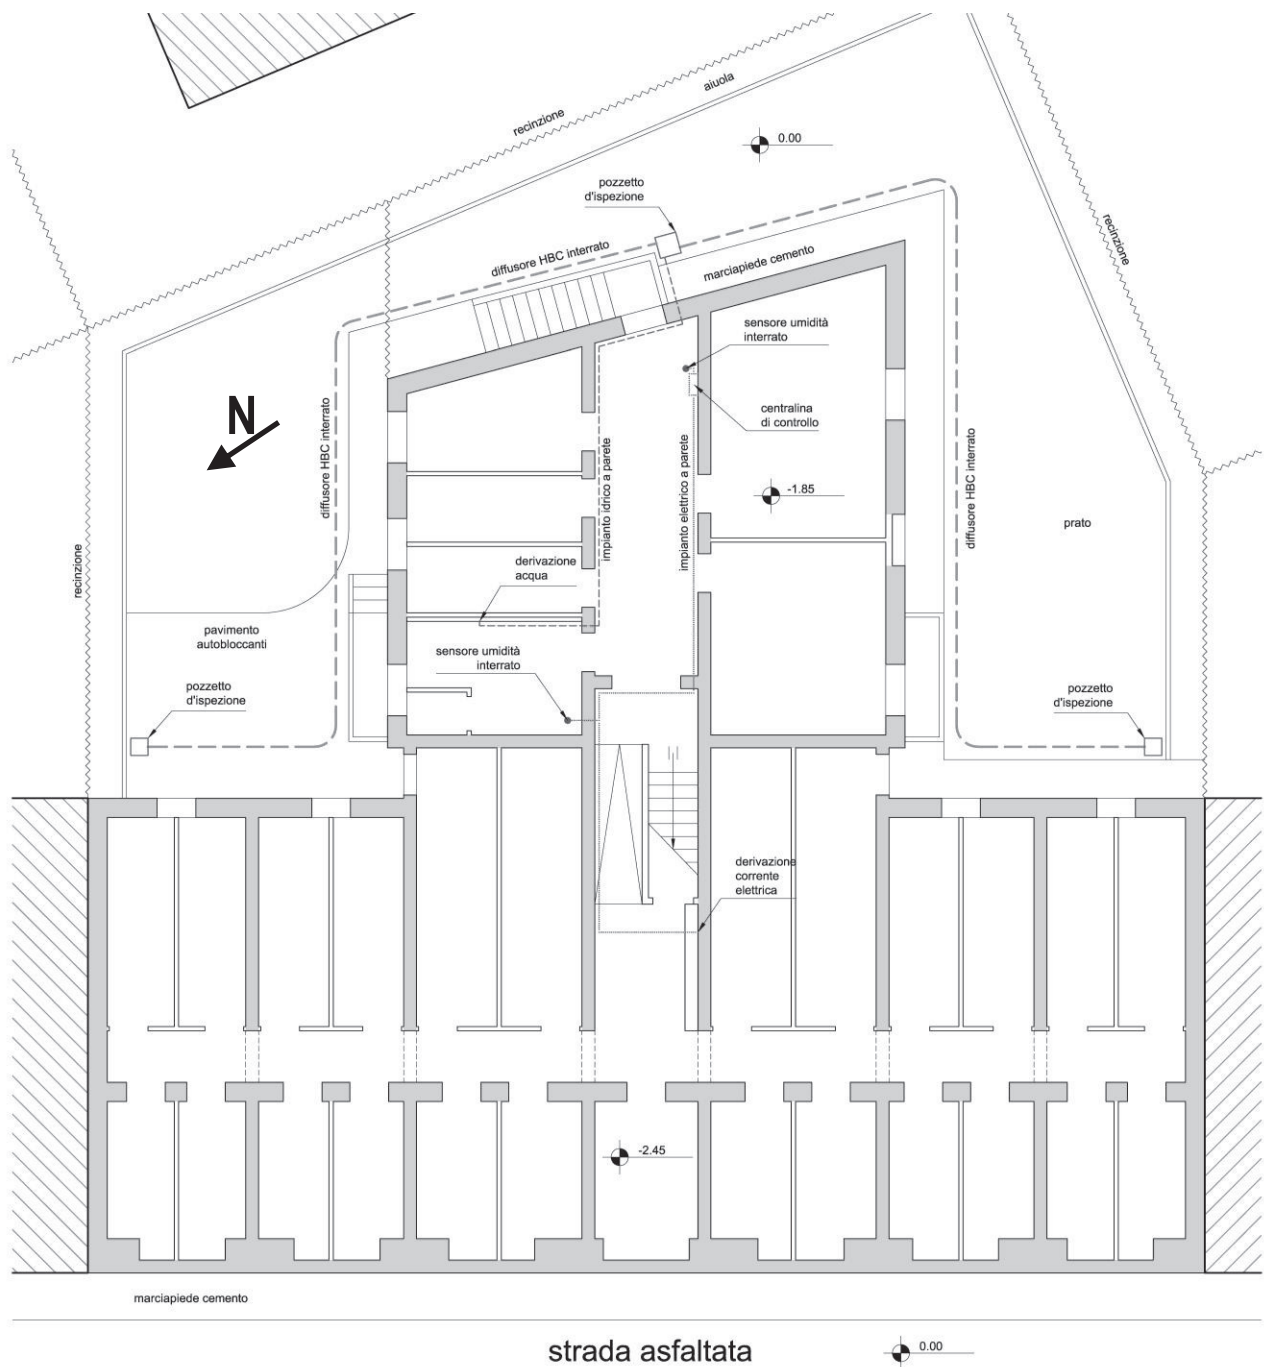 aiuola
recinzione
0.00
pozzetto
d'ispezione
recinzione
diffusore HBC interrato
marciapiede cemento
sensore umidità
interrato
N
centralina
di controllo
diffusore HBC interrato
impianto idrico a parete
impianto elettrico a parete
-1.85
diffusore HBC interrato
prato
recinzione
derivazione
acqua
pavimento
autobloccanti
sensore umidità
interrato
pozzetto
d'ispezione
pozzetto
d'ispezione
derivazione
corrente
elettrica
-2.45
marciapiede cemento
strada asfaltata
0.00